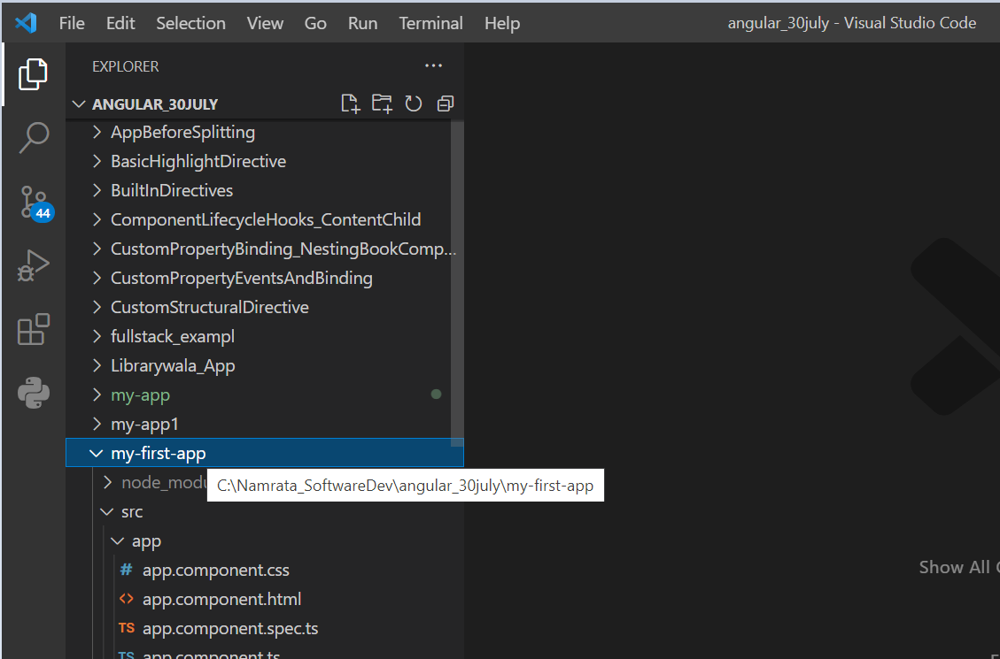 File Edit Selection View Go Run Terminal Help angular_30july - Visual Studio Code
EXPLORER
ANGULAR_30JULY
AppBeforeSplitting
BasicHighlightDirective
44
BuiltInDirectives
ComponentLifecycleHooks_ContentChild
CustomPropertyBinding_NestingBookComp...
CustomPropertyEventsAndBinding
CustomStructuralDirective
fullstack_exampl
Librarywala_App
my-app
my-app1
my-first-app
node_modu
C:\Namrata_SoftwareDev\angular_30july\my-first-app
src
app
# app.component.css
<> app.component.html
Show All
TS app.component.spec.ts
TS app.component.ts